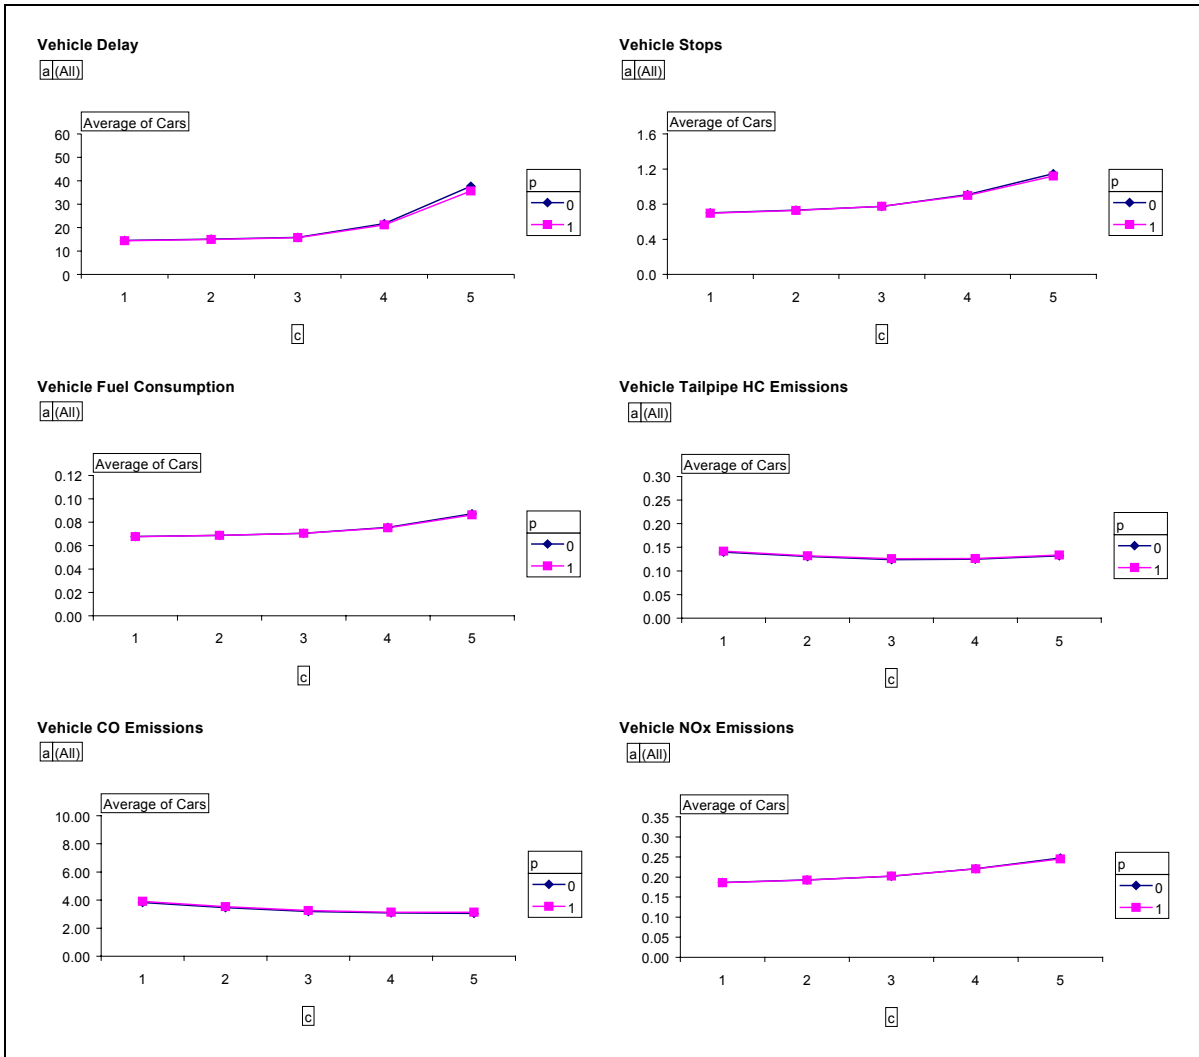 Vehicle Delay
a (All)
Average of Cars
60
50
40
30
20
10
0
1 2 3 4 5
c
p
0
1
Vehicle Stops
a (All)
Average of Cars
1.6
1.2
0.8
0.4
0.0
1 2 3 4 5
c
p
0
1
Vehicle Fuel Consumption
a (All)
Average of Cars
0.12
0.10
0.08
0.06
0.04
0.02
0.00
1 2 3 4 5
c
p
0
1
Vehicle Tailpipe HC Emissions
a (All)
Average of Cars
0.30
0.25
0.20
0.15
0.10
0.05
0.00
1 2 3 4 5
c
p
0
1
Vehicle CO Emissions
a (All)
Average of Cars
10.00
8.00
6.00
4.00
2.00
0.00
1 2 3 4 5
c
p
0
1
Vehicle NOx Emissions
a (All)
Average of Cars
0.35
0.30
0.25
0.20
0.15
0.10
0.05
0.00
1 2 3 4 5
c
p
0
1